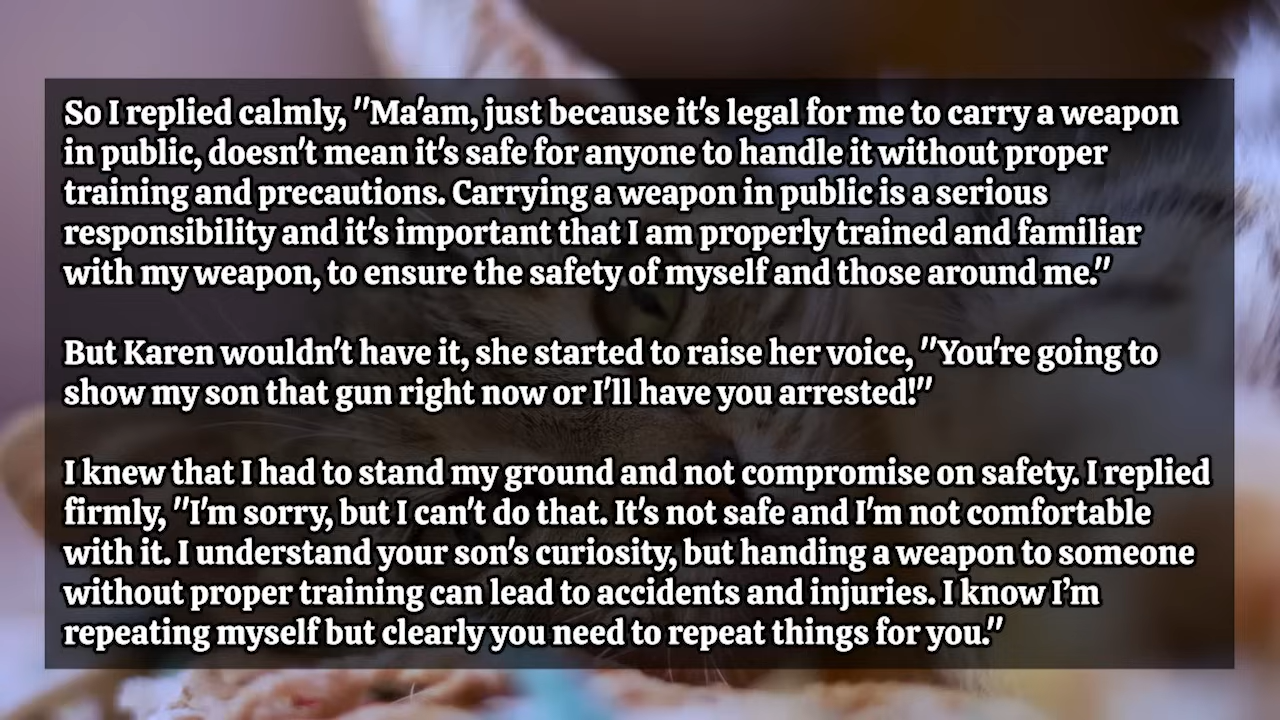 So I replied calmly, "Ma'am, just because it's legal for me to carry a weapon
in public, doesn't mean it's safe for anyone to handle it without proper
training and precautions. Carrying a weapon in public is a serious
responsibility and it's important that I am properly trained and familiar
with my weapon, to ensure the safety of myself and those around me."
But Karen wouldn't have it, she started to raise her voice, "You're going to
show my son that gun right now or I'll have you arrested!"
I knew that I had to stand my ground and not compromise on safety. I replied
firmly, "I'm sorry, but I can't do that. It's not safe and I'm not comfortable
with it. I understand your son's curiosity, but handing a weapon to someone
without proper training can lead to accidents and injuries. I know I’m
repeating myself but clearly you need to repeat things for you."